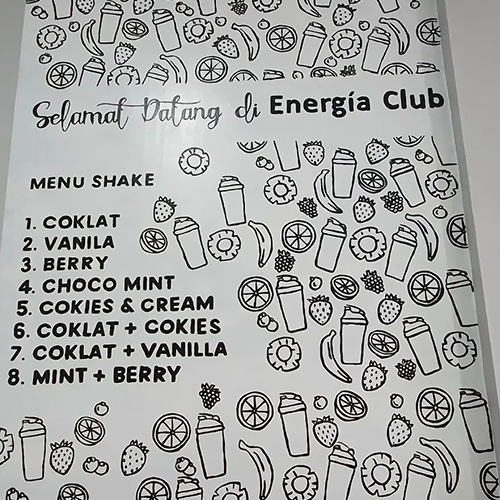 Selamat Datang di Energía Club
MENU SHAKE
1. COKLAT
2. VANILA
3. BERRY
4. CHOCO MINT
5. COKIES & CREAM
6. COKLAT + COKIES
7. COKLAT + VANILLA
8. MINT + BERRY